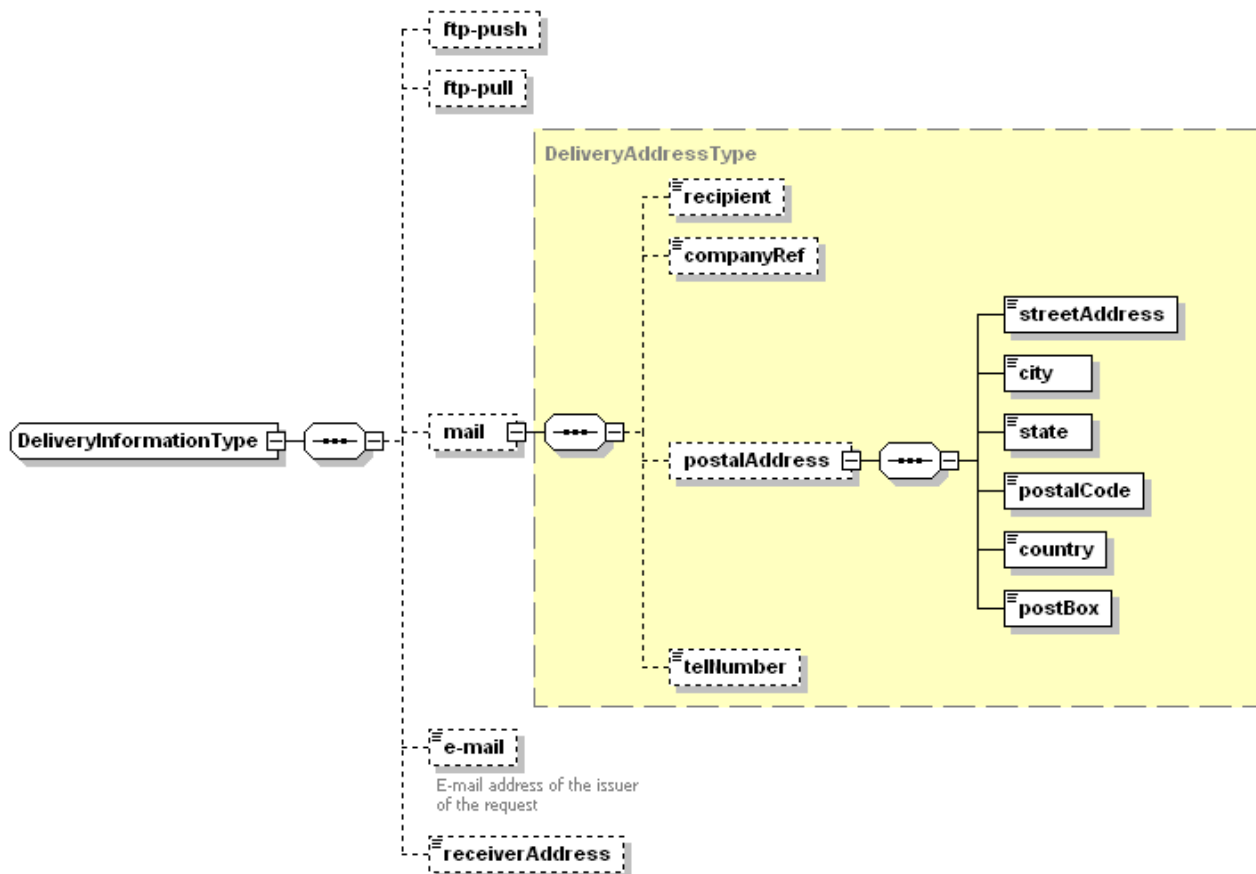 ftp-push
ftp-pull
DeliveryAddressType
recipient
companyRef
streetAddress
city
DeliveryInformationType
mail
state
postalAddress
postalCode
country
postBox
telNumber
e-mail
E-mail address of the issuer
of the request
receiverAddress